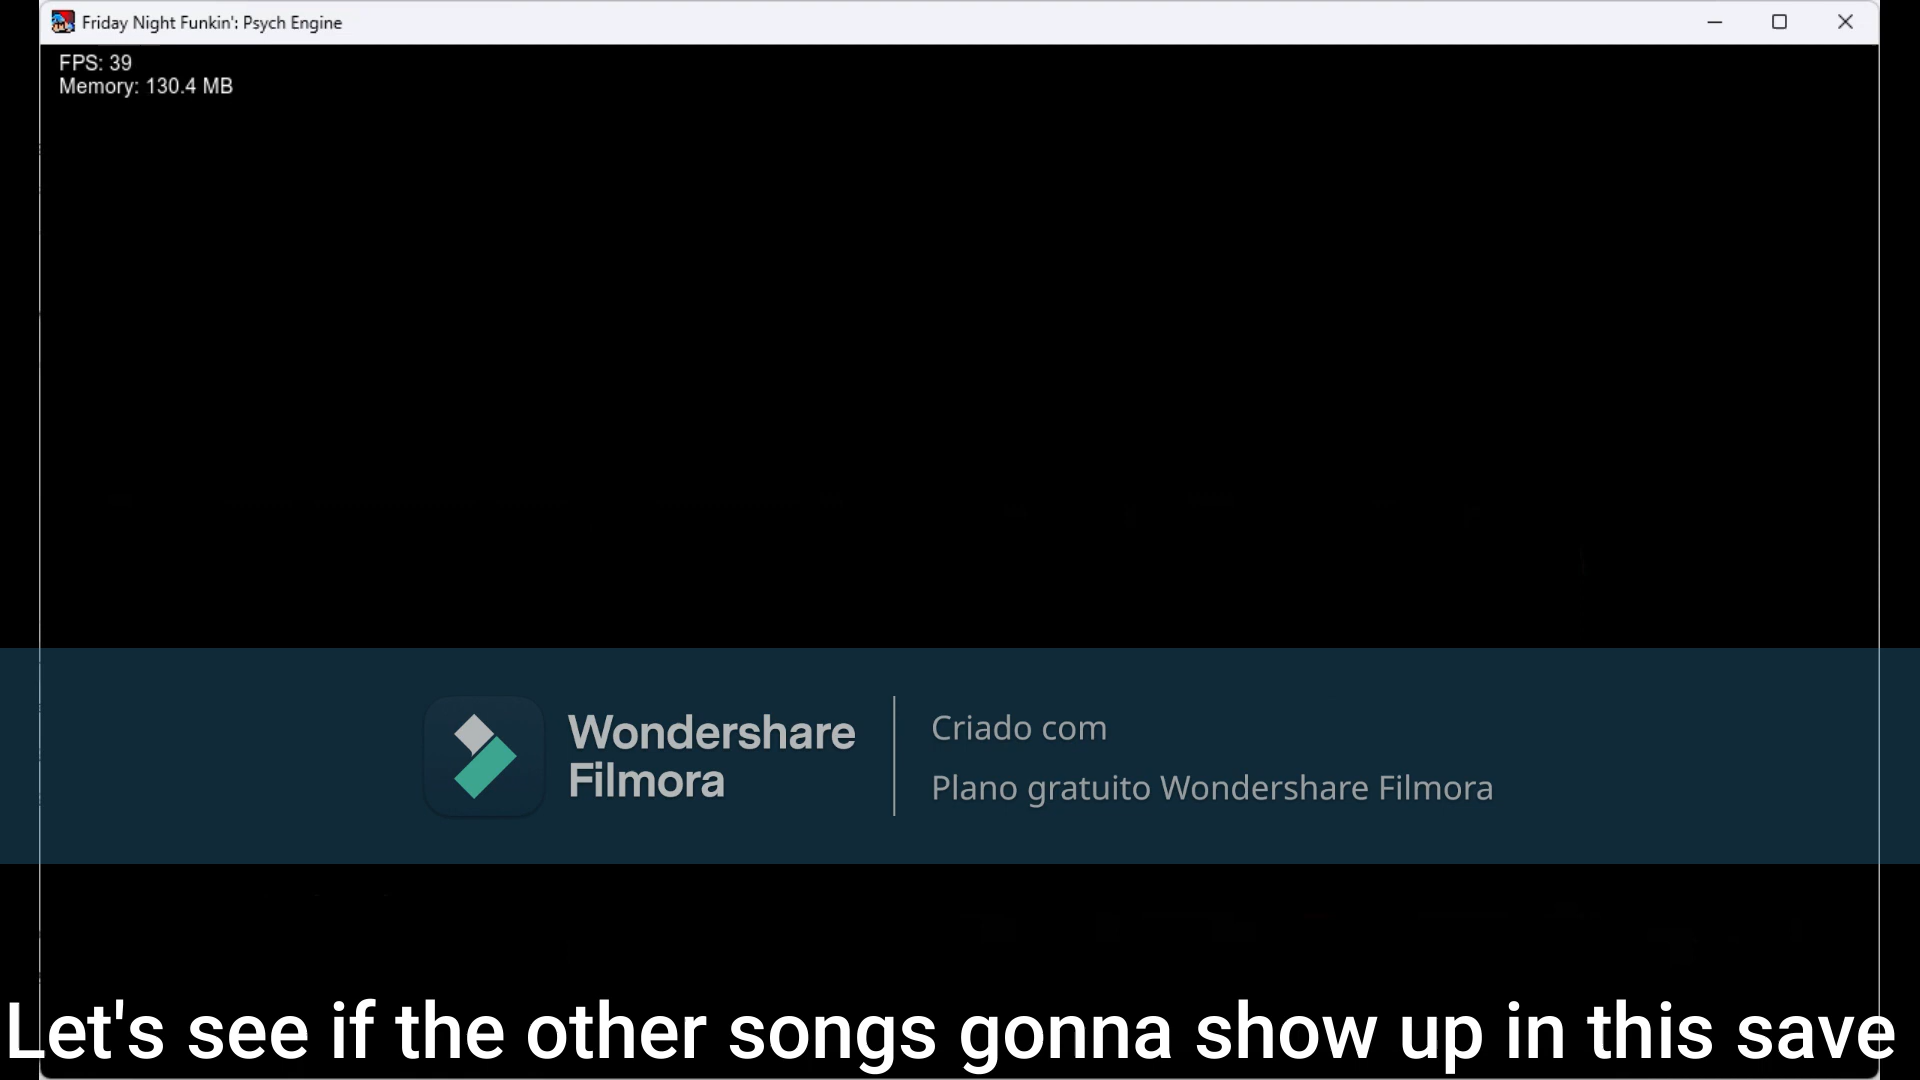 Friday Night Funkin': Psych Engine
FPS: 39
Memory: 130.4 MB
Wondershare
Filmora
Criado com
Plano gratuito Wondershare Filmora
Let's see if the other songs gonna show up in this save